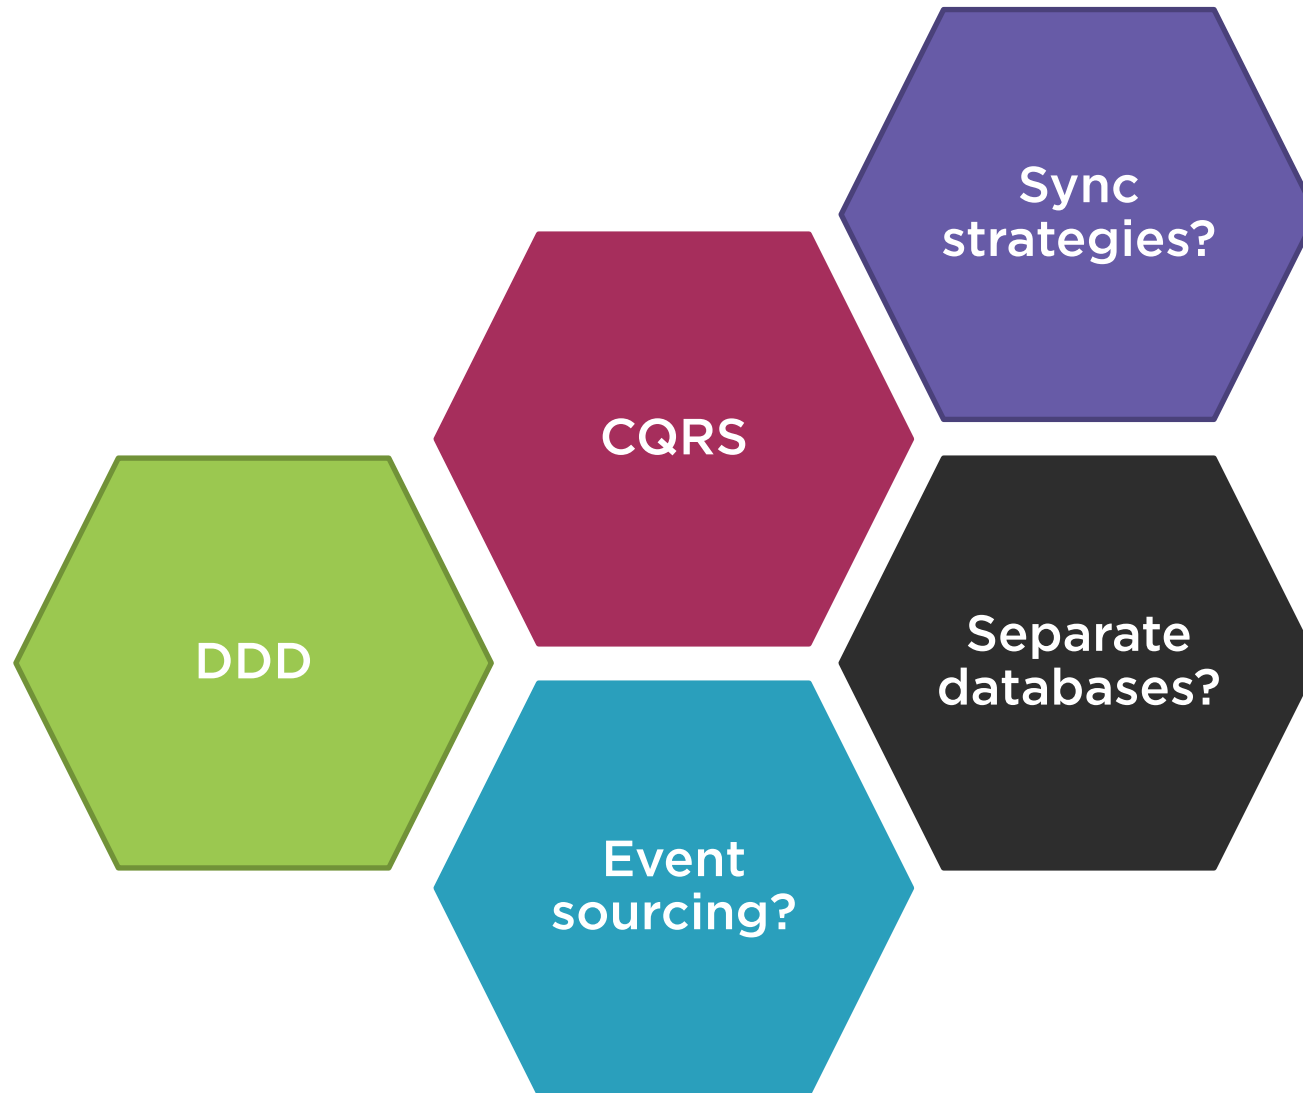 Sync
strategies?
CQRS
DDD
Separate
databases?
Event
sourcing?